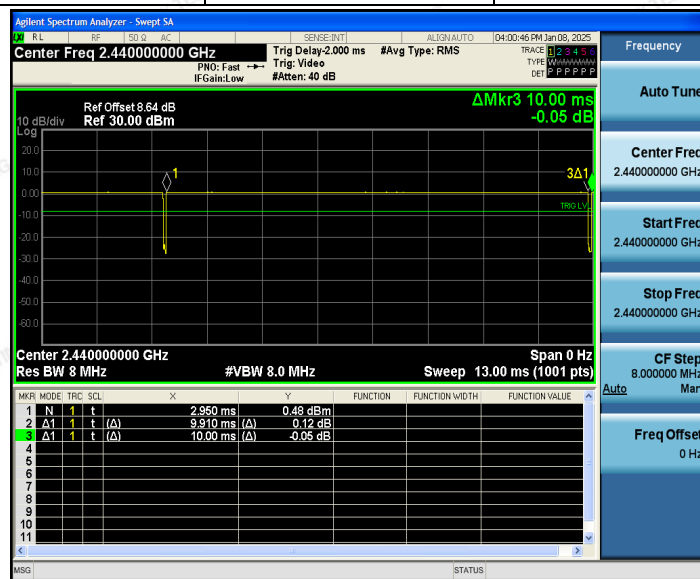 Agilent Spectrum Analyzer - Swept SA
LXI RL RF 50 Ω AC SENSE:INT ALIGN AUTO 04:00:46 PM Jan 08, 2025
Center Freq 2.440000000 GHz
PNO: Fast
IFGain:Low
Trig Delay-2.000 ms
Trig: Video
#Atten: 40 dB
#Avg Type: RMS
TRACE 1 2 3 4 5 6
TYPE W
DET P P P P P P
ΔMkr3 10.00 ms
-0.05 dB
Ref Offset 8.64 dB
10 dB/div Ref 30.00 dBm
Log
20.0
10.0
0.00
-10.0
-20.0
-30.0
-40.0
-50.0
-60.0
1
3Δ1
TRIG LV
Center 2.440000000 GHz Span 0 Hz
Res BW 8 MHz #VBW 8.0 MHz Sweep 13.00 ms (1001 pts)
MKR MODE TRC SCL X Y FUNCTION FUNCTION WIDTH FUNCTION VALUE
1 N 1 t 2.950 ms 0.48 dBm
2 Δ1 1 t (Δ) 9.910 ms (Δ) 0.12 dB
3 Δ1 1 t (Δ) 10.00 ms (Δ) -0.05 dB
4
5
6
7
8
9
10
11
MSG STATUS
Frequency
Auto Tune
Center Freq
2.440000000 GHz
Start Freq
2.440000000 GHz
Stop Freq
2.440000000 GHz
CF Step
8.000000 MHz
Auto Man
Freq Offset
0 Hz